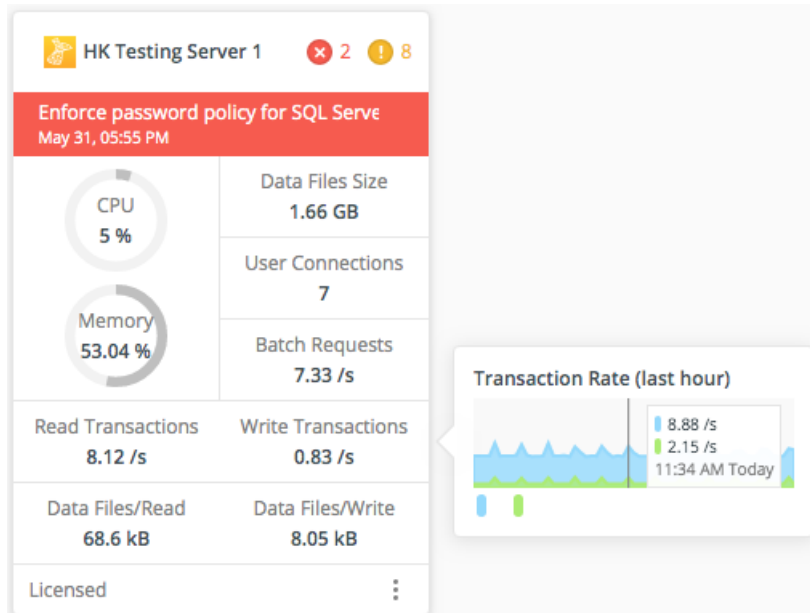 HK Testing Server 1 2 8
Enforce password policy for SQL Serve
May 31, 05:55 PM
CPU
5 %
Memory
53.04 %
Data Files Size
1.66 GB
User Connections
7
Batch Requests
7.33 /s
Read Transactions
8.12 /s
Write Transactions
0.83 /s
Data Files/Read
68.6 kB
Data Files/Write
8.05 kB
Licensed
Transaction Rate (last hour)
8.88 /s
2.15 /s
11:34 AM Today